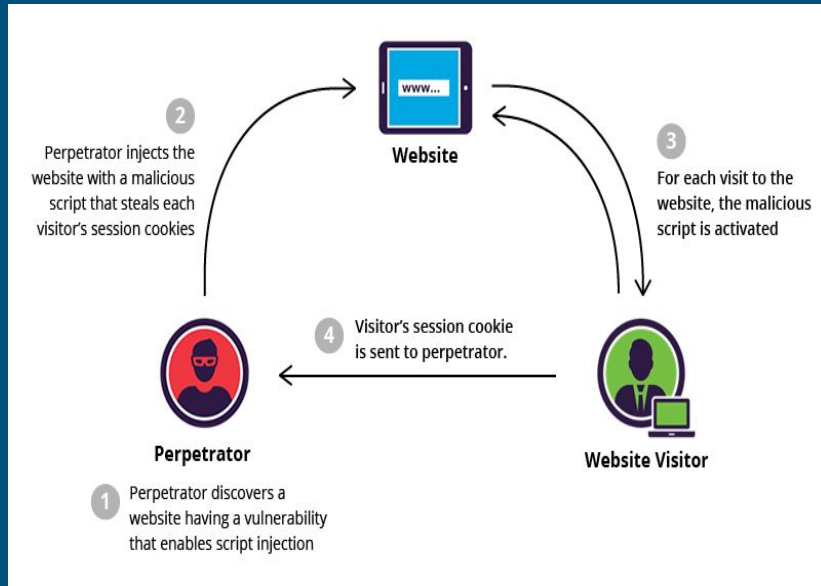 www...
Website
2
Perpetrator injects the
website with a malicious
script that steals each
visitor's session cookies
3
For each visit to the
website, the malicious
script is activated
4
Visitor's session cookie
is sent to perpetrator.
Perpetrator
Website Visitor
1
Perpetrator discovers a
website having a vulnerability
that enables script injection